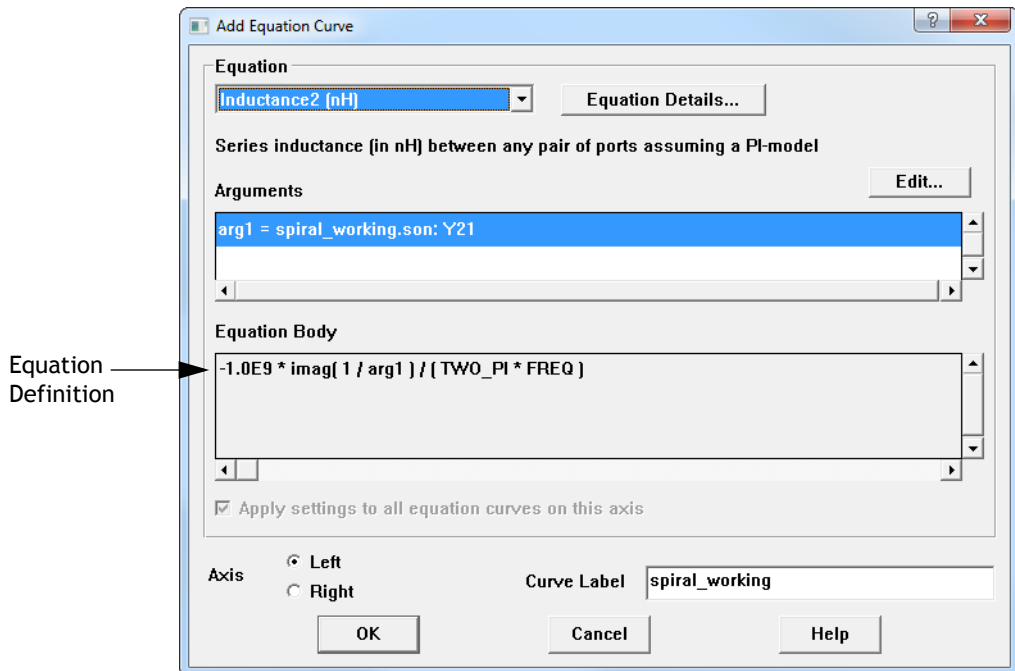 Add Equation Curve
Equation
Inductance2 (nH)
Equation Details...
Series inductance (in nH) between any pair of ports assuming a PI-model
Edit...
Arguments
arg1 = spiral_working.son: Y21
Equation Body
Equation
Definition
-1.0E9 * imag( 1 / arg1 ) / ( TWO_PI * FREQ )
Apply settings to all equation curves on this axis
Axis
Left
Right
Curve Label
spiral_working
OK
Cancel
Help